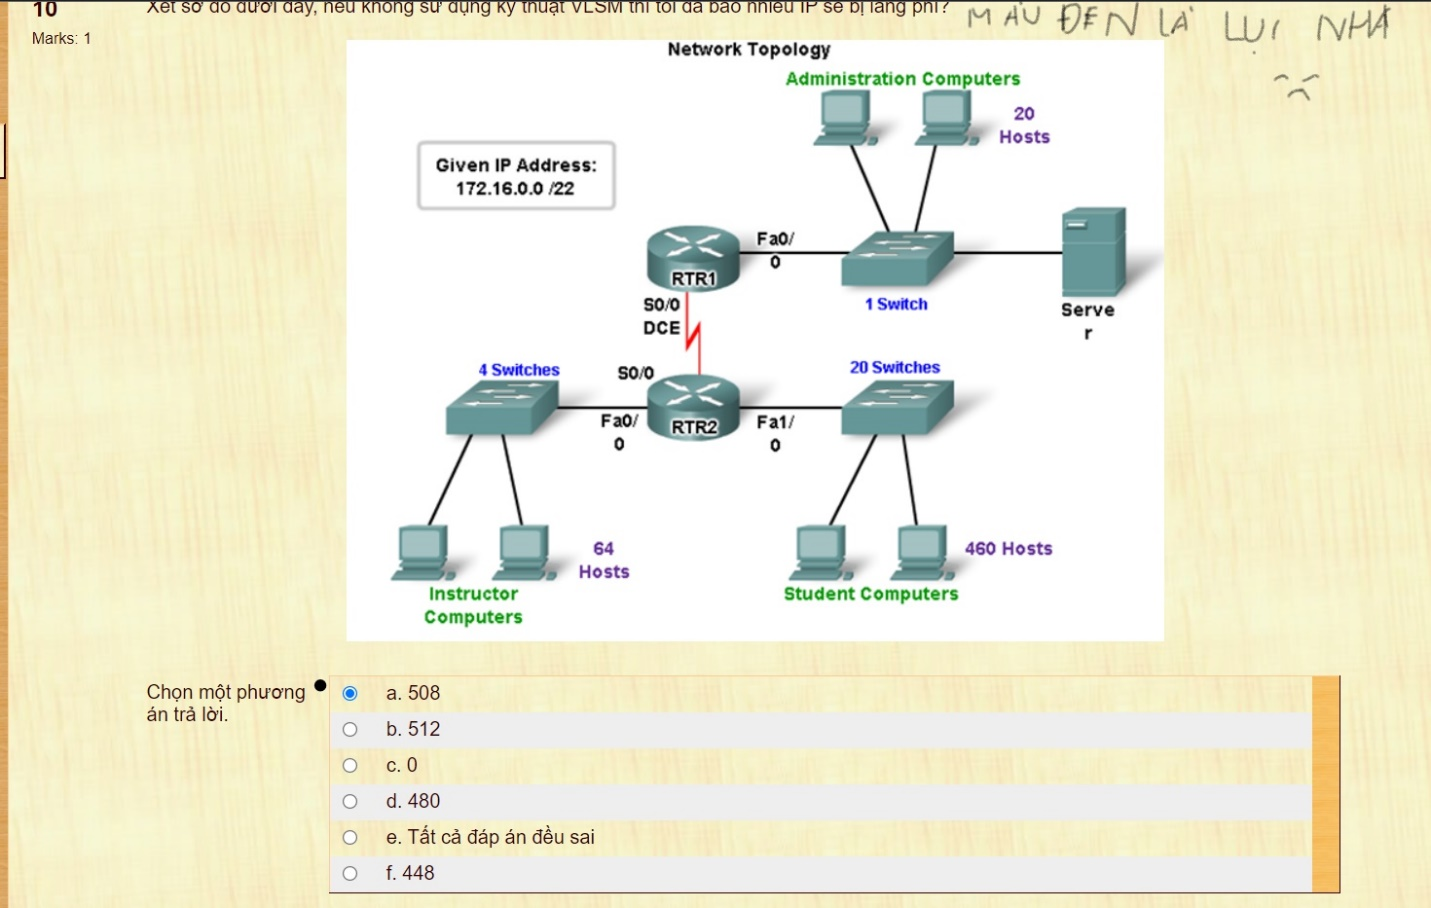 10
Xét sơ đồ dưới đây, nếu không sử dụng kỹ thuật VLSM thì tối đa bao nhiêu IP sẽ bị lãng phí?
MÀU ĐEN LÀ LỤI NHA
Marks: 1
Network Topology
Administration Computers
20
Hosts
Given IP Address:
172.16.0.0 /22
Fa0/
0
RTR1
S0/0
DCE
1 Switch
Serve
r
4 Switches
S0/0
20 Switches
Fa0/
0
RTR2
Fa1/
0
64
Hosts
460 Hosts
Instructor
Computers
Student Computers
Chọn một phương
án trả lời.
a. 508
b. 512
c. 0
d. 480
e. Tất cả đáp án đều sai
f. 448